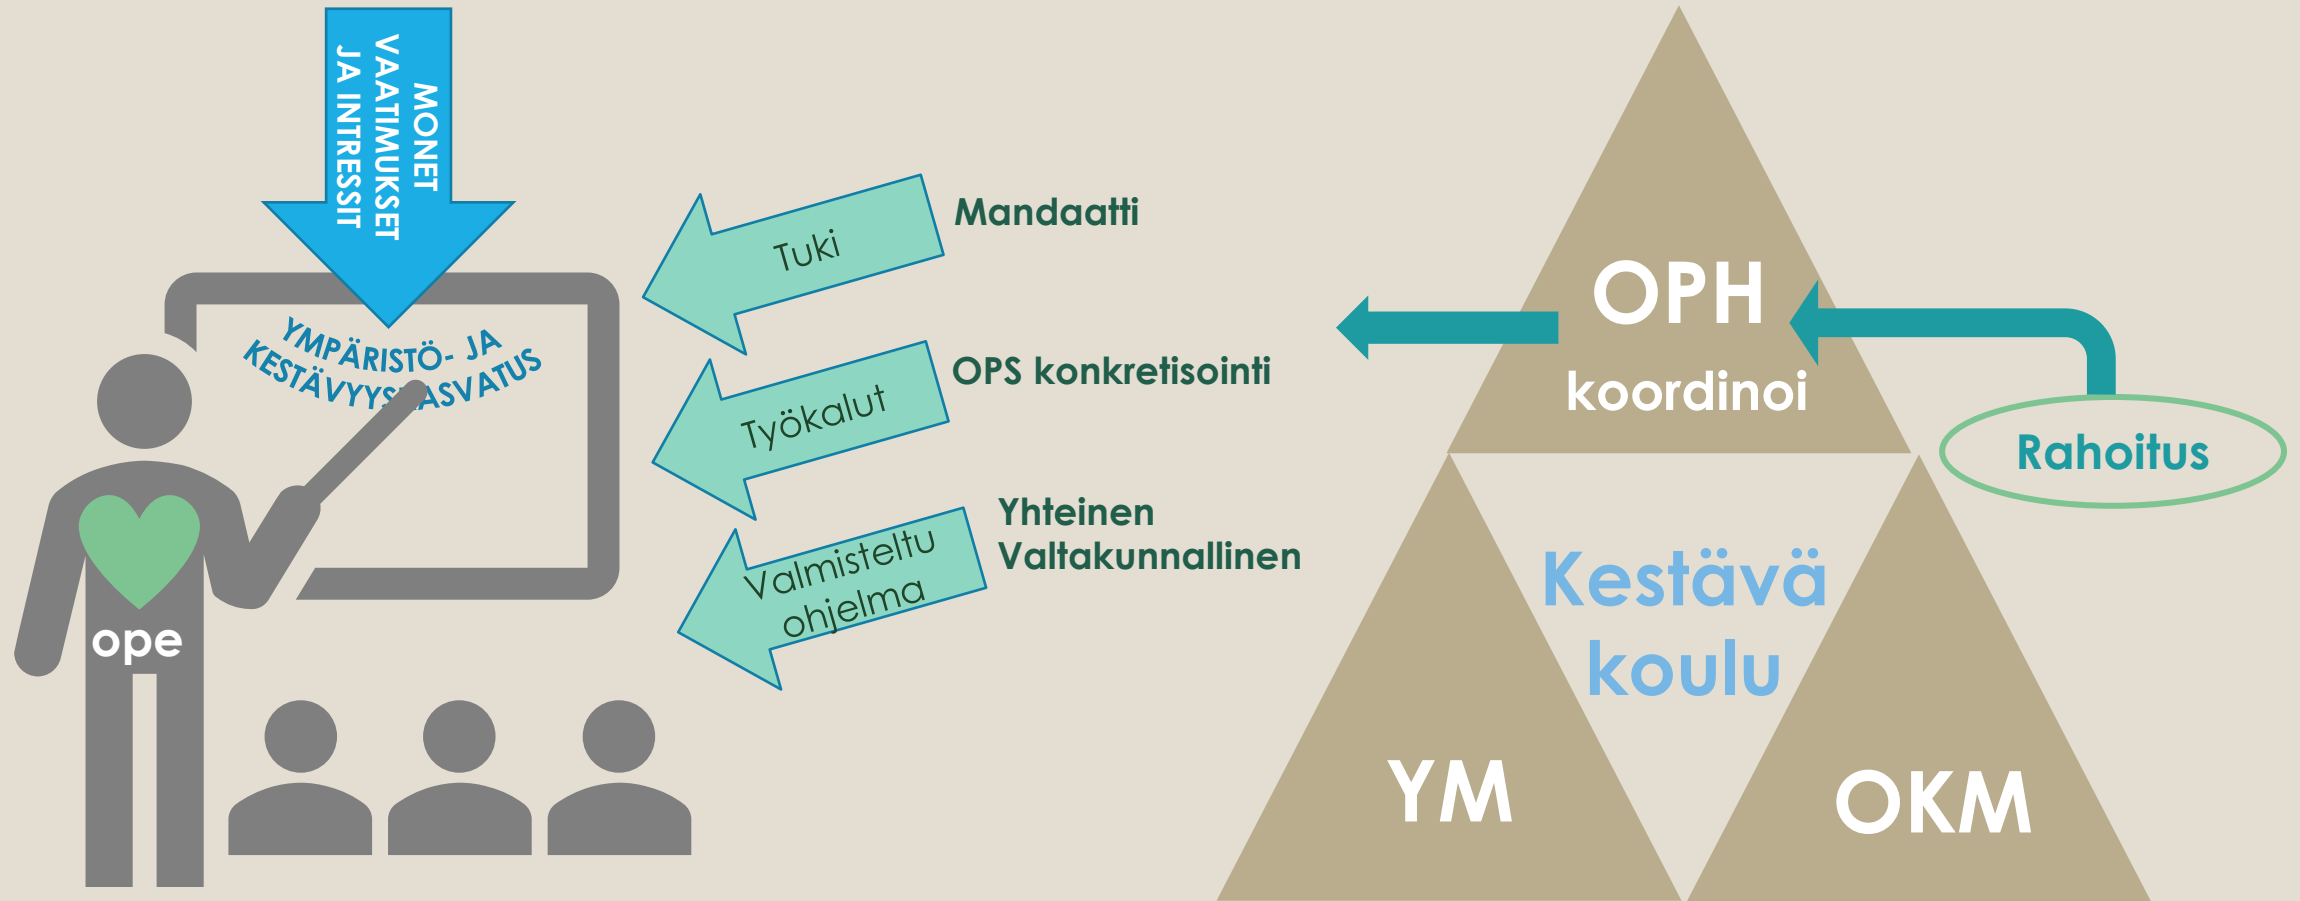 MONET
VAATIMUKSET
JA INTRESSIT
YMPÄRISTÖ- JA
KESTÄVYYSKASVATUS
ope
Tuki
Mandaatti
Työkalut
OPS konkretisointi
Valmisteltu
ohjelma
Yhteinen
Valtakunnallinen
OPH
koordinoi
Rahoitus
Kestävä
koulu
YM
OKM